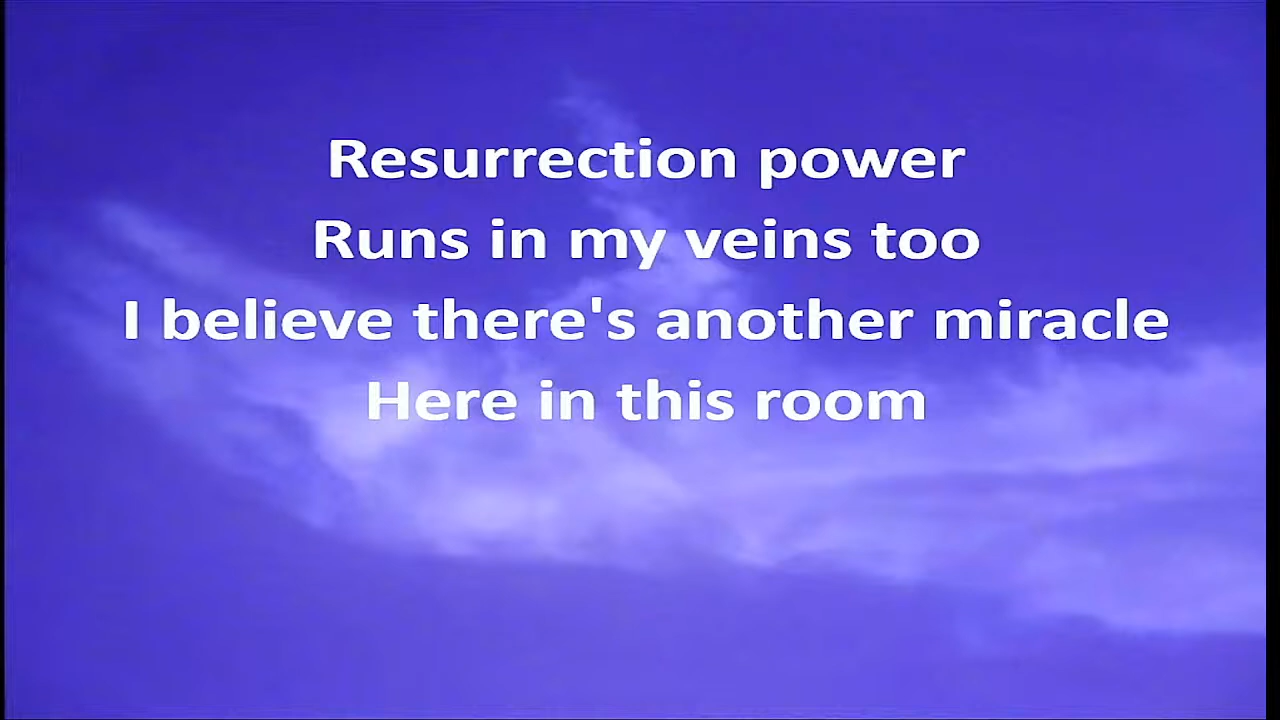 Resurrection power
Runs in my veins too
I believe there's another miracle
Here in this room